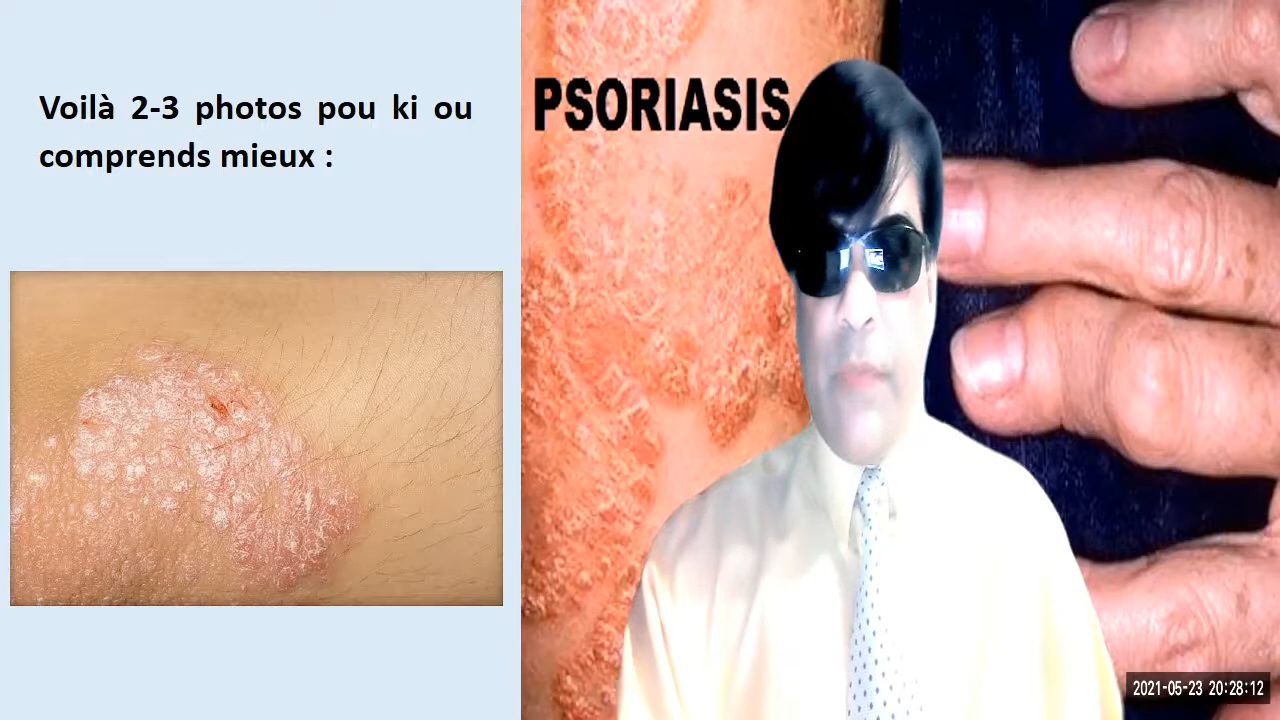 Voilà 2-3 photos pou ki ou
comprends mieux :
PSORIASIS
2021-05-23 20:28:12